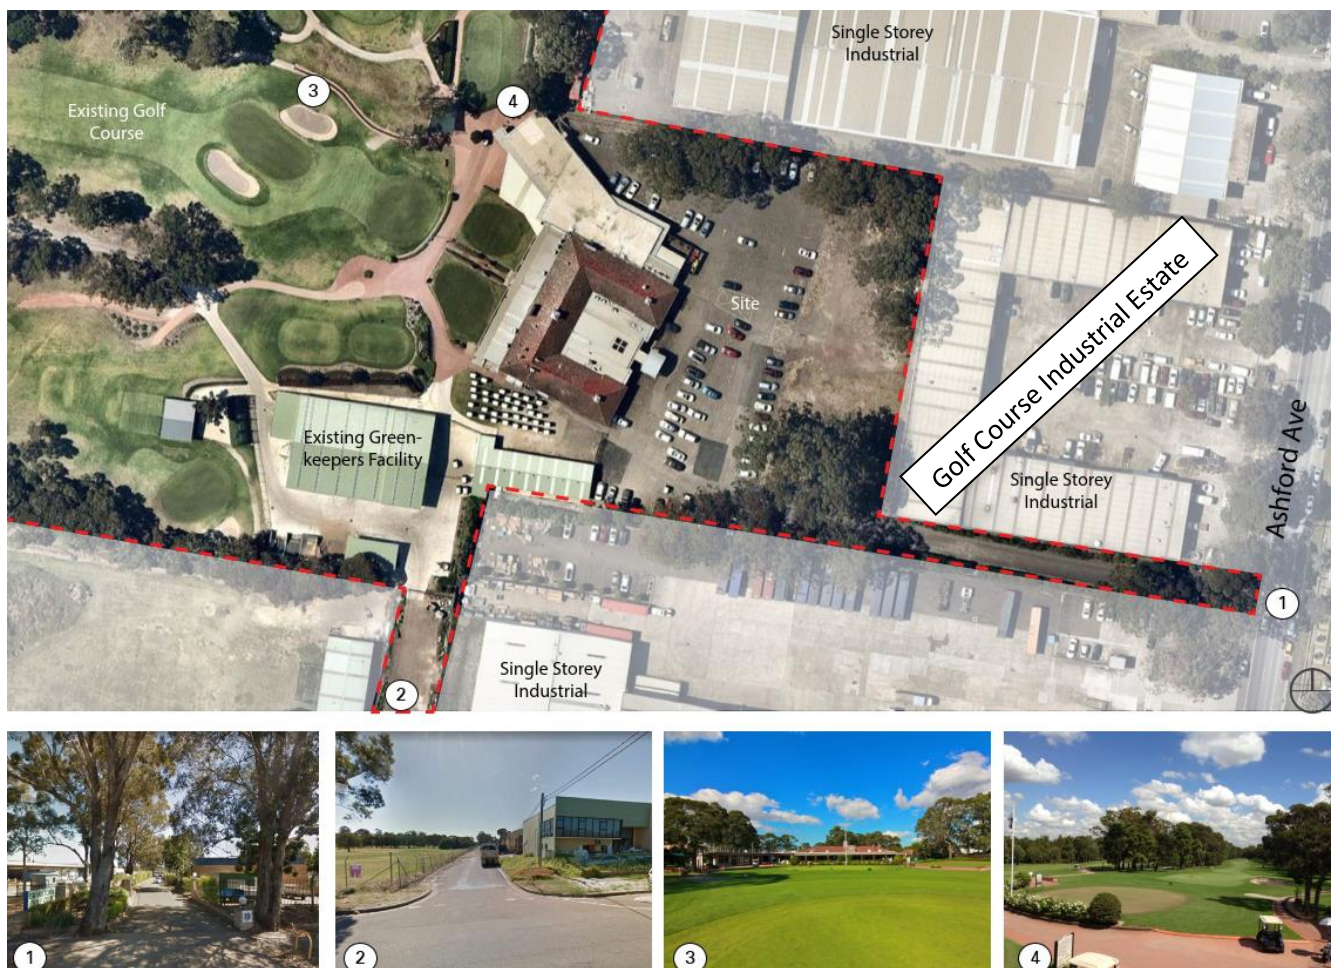 Single Storey
Industrial
3
4
Existing Golf
Course
Site
Golf Course Industrial Estate
Existing Green-
keepers Facility
Single Storey
Industrial
Ashford Ave
1
Single Storey
Industrial
2
1
2
3
4